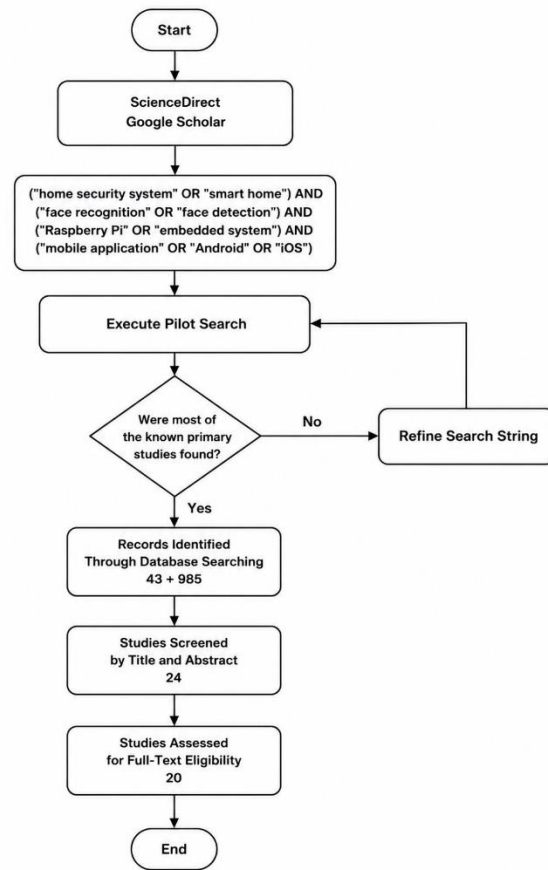 Start
ScienceDirect
Google Scholar
("home security system" OR "smart home") AND
("face recognition" OR "face detection") AND
("Raspberry Pi" OR "embedded system") AND
("mobile application" OR "Android" OR "iOS")
Execute Pilot Search
Were most of
the known primary
studies found?
No
Refine Search String
Yes
Records Identified
Through Database Searching
43 + 985
Studies Screened
by Title and Abstract
24
Studies Assessed
for Full-Text Eligibility
20
End